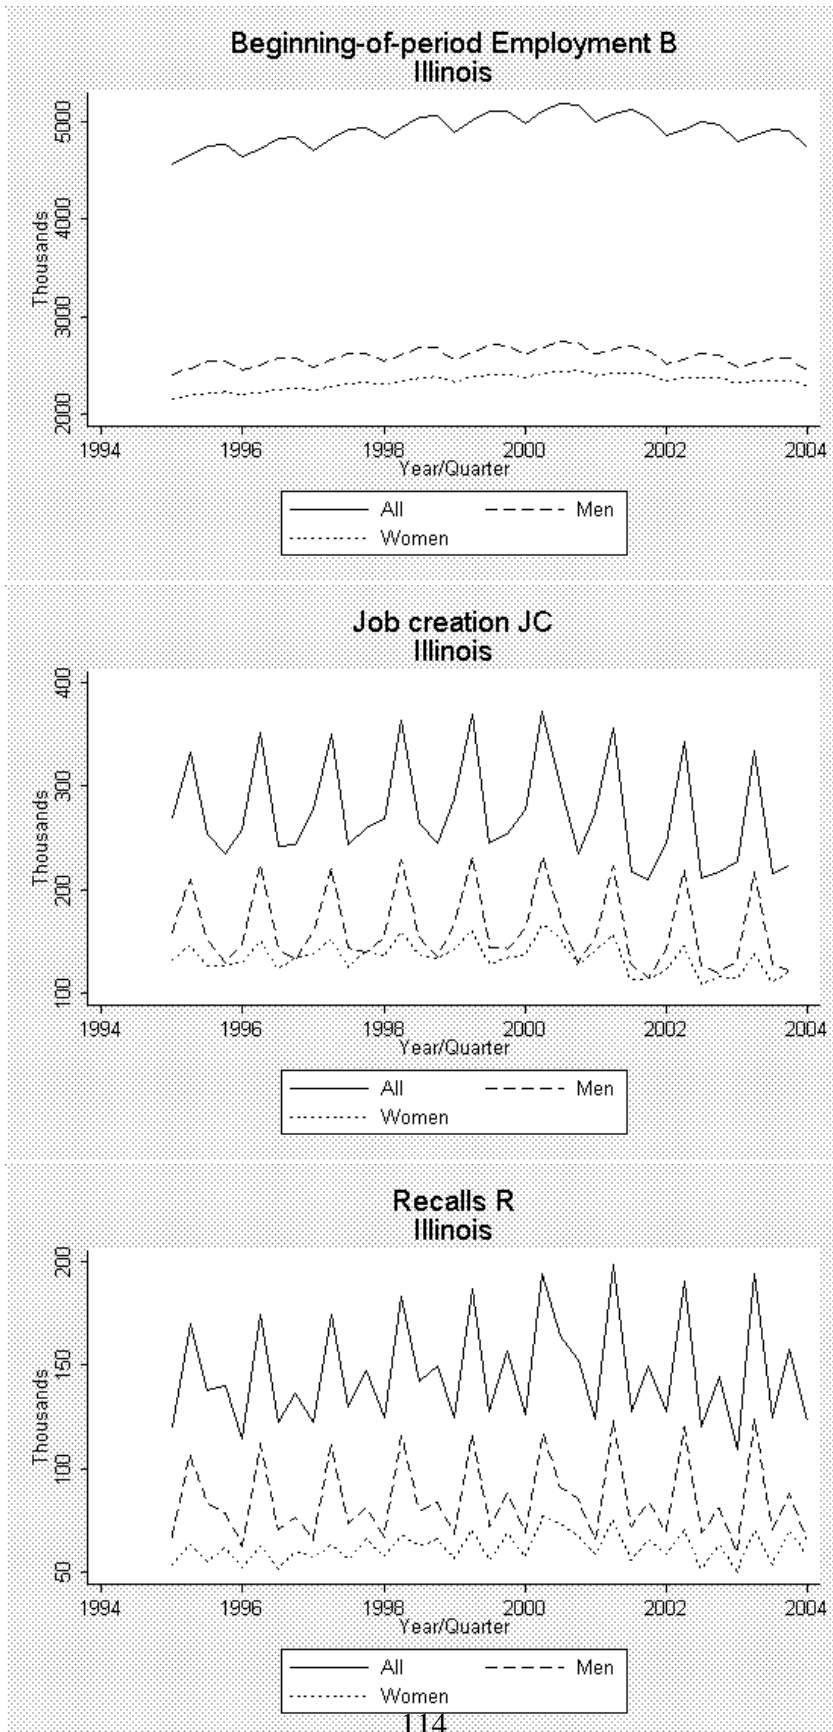 Beginning-of-period Employment B
Illinois
Thousands
5000
4000
3000
2000
1994 1996 1998 2000 2002 2004
Year/Quarter
All Men
Women
Job creation JC
Illinois
Thousands
400
300
200
100
1994 1996 1998 2000 2002 2004
Year/Quarter
All Men
Women
Recalls R
Illinois
Thousands
200
150
100
50
1994 1996 1998 2000 2002 2004
Year/Quarter
All Men
Women
114